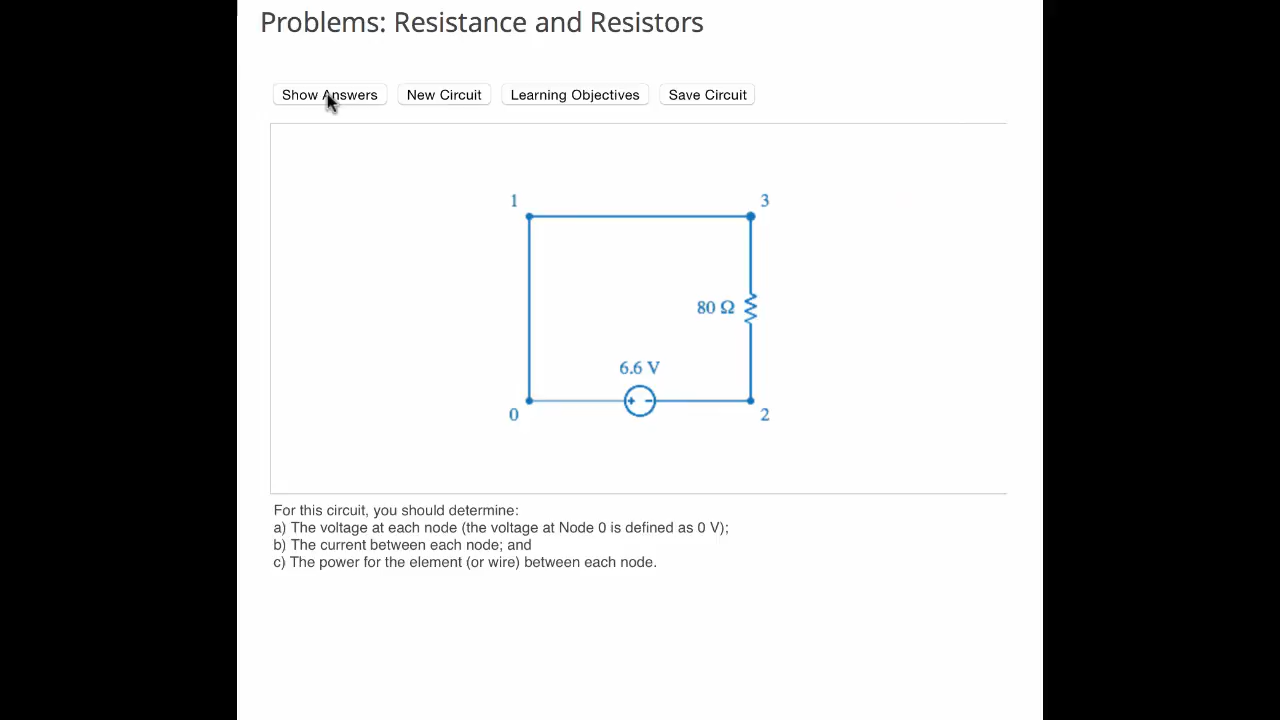 Problems: Resistance and Resistors
Show Answers New Circuit Learning Objectives Save Circuit
1 3
80 Ω
6.6 V
+ -
0 2
For this circuit, you should determine:
a) The voltage at each node (the voltage at Node 0 is defined as 0 V);
b) The current between each node; and
c) The power for the element (or wire) between each node.